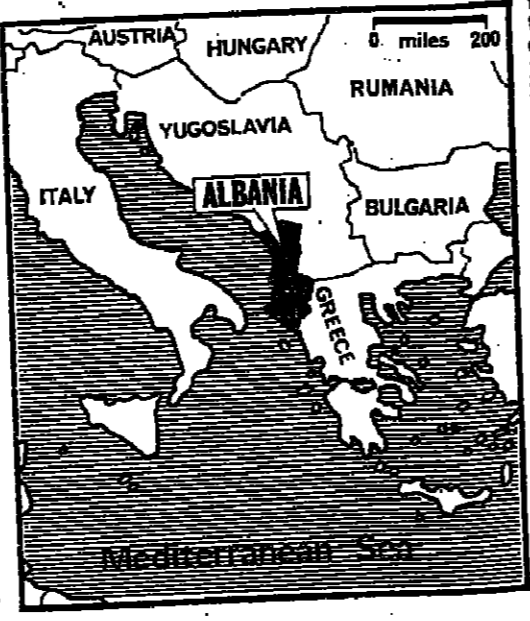 AUSTRIA
HUNGARY
0 miles 200
RUMANIA
YUGOSLAVIA
ITALY
ALBANIA
BULGARIA
GREECE
Mediterranean Sea